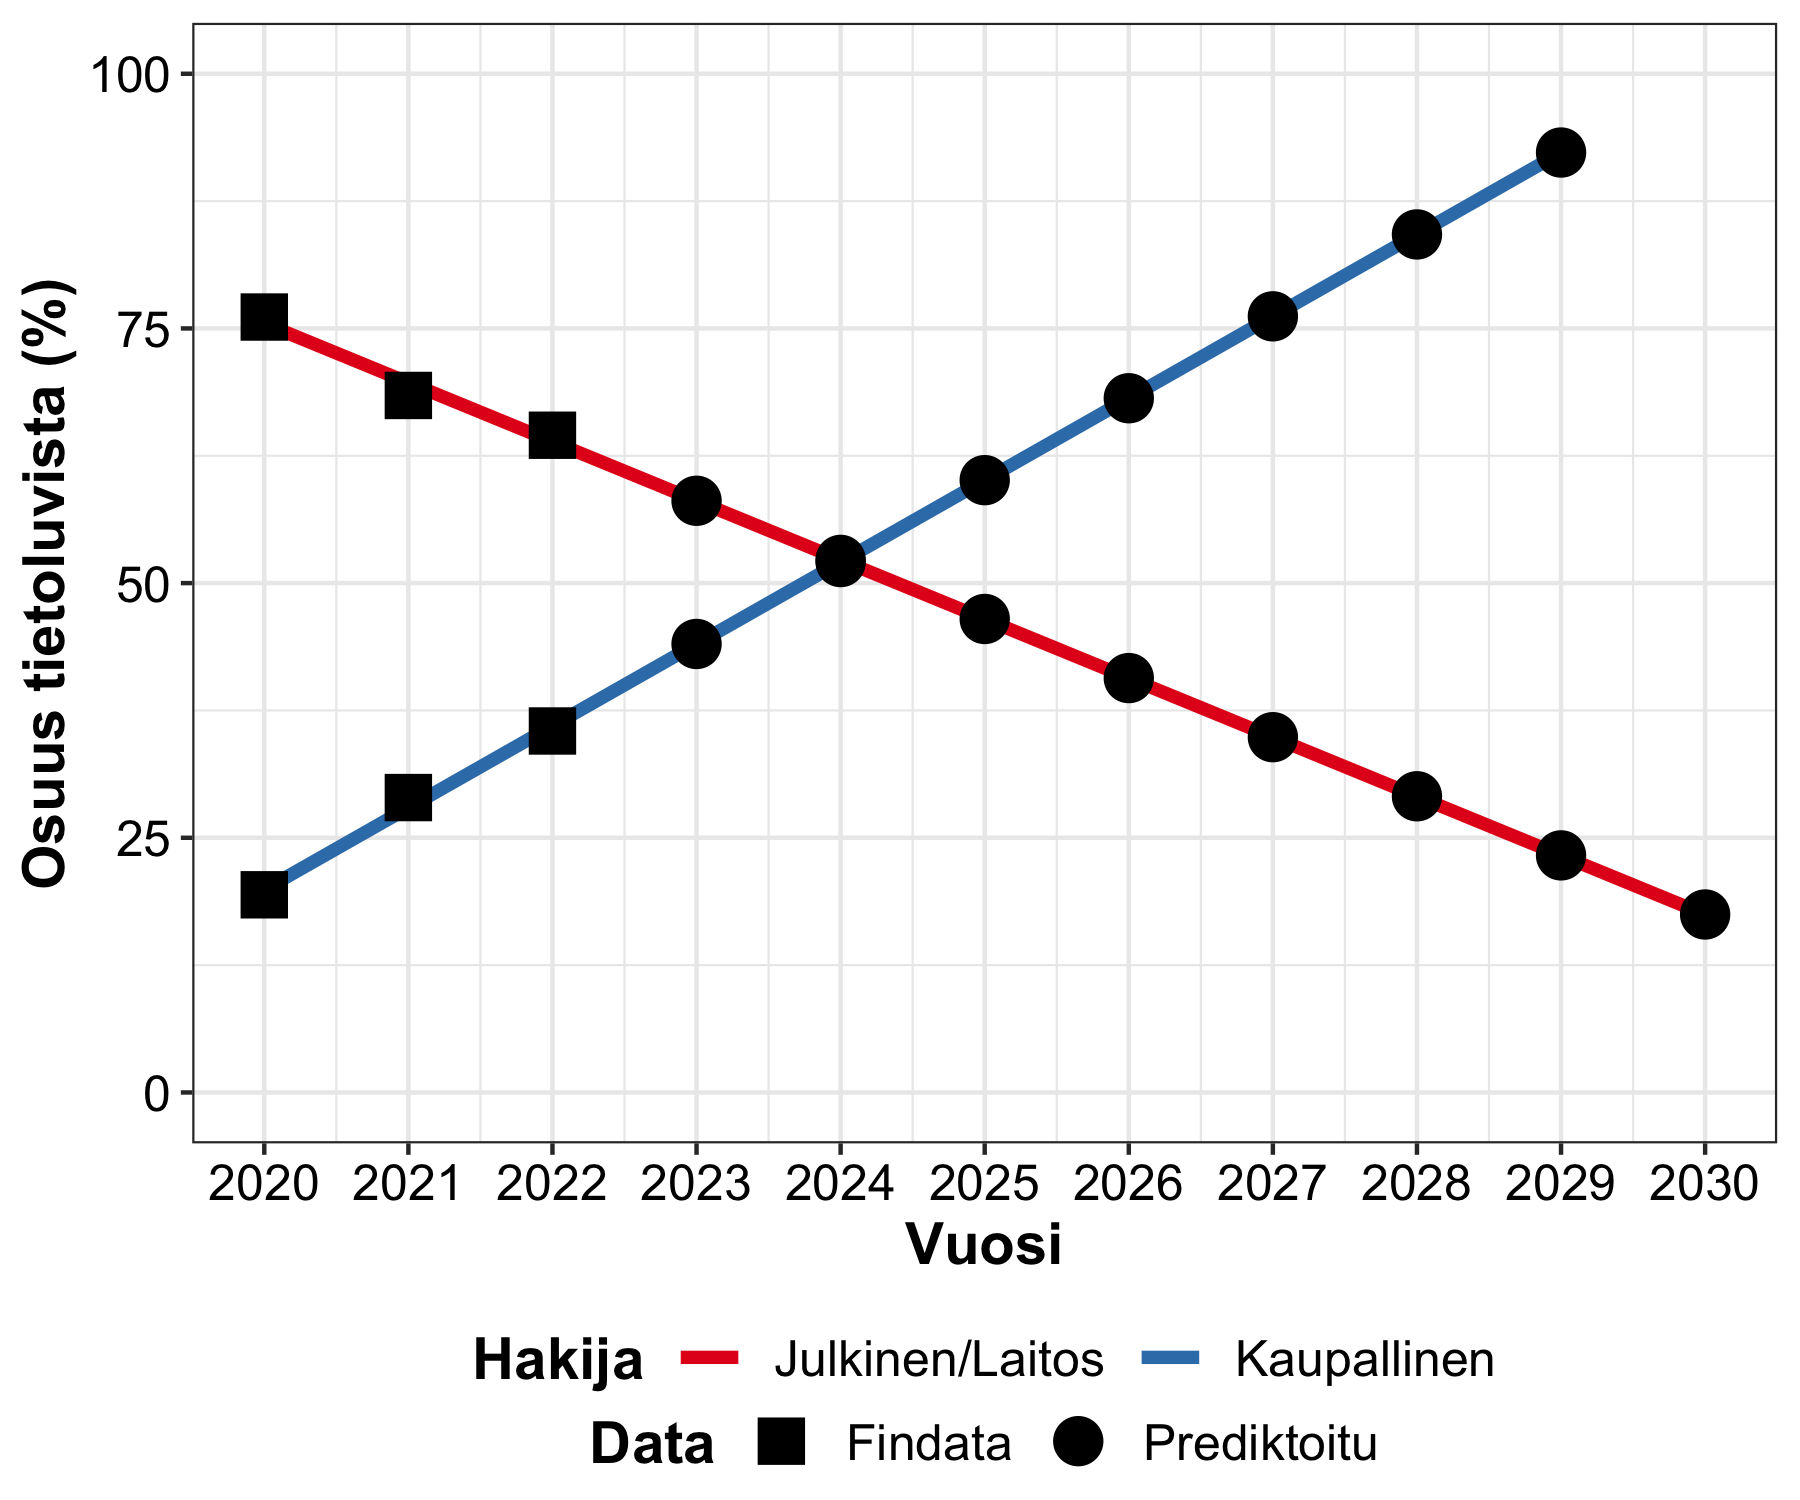 Osuus tietoluvista (%)
100
75
50
25
0
2020 2021 2022 2023 2024 2025 2026 2027 2028 2029 2030
Vuosi
Hakija Julkinen/Laitos Kaupallinen
Data Findata Prediktoitu